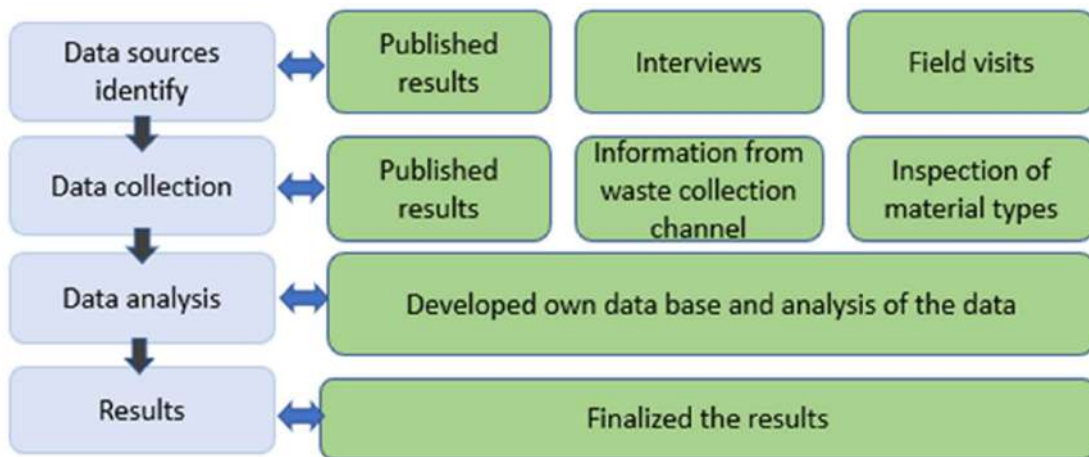 Data sources
identify
Published
results
Interviews
Field visits
Data collection
Published
results
Information from
waste collection
channel
Inspection of
material types
Data analysis
Developed own data base and analysis of the data
Results
Finalized the results